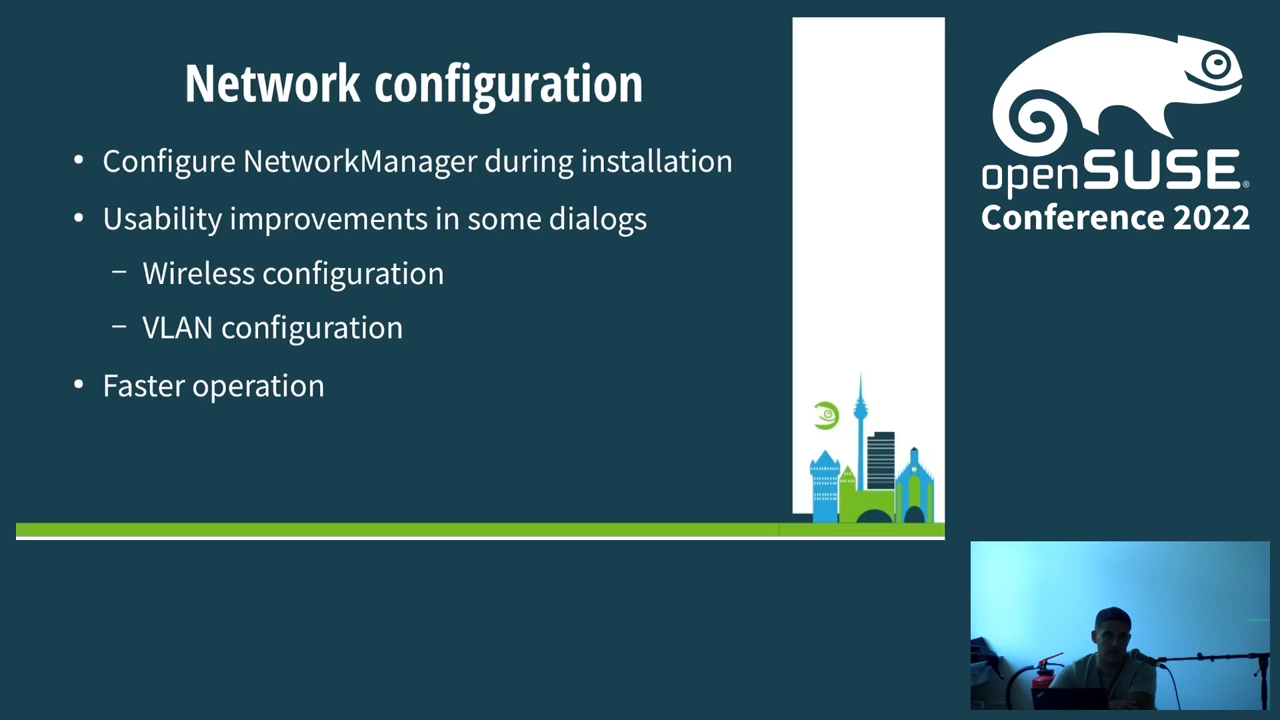 Network configuration
• Configure NetworkManager during installation
• Usability improvements in some dialogs
– Wireless configuration
– VLAN configuration
• Faster operation
openSUSE®
Conference 2022